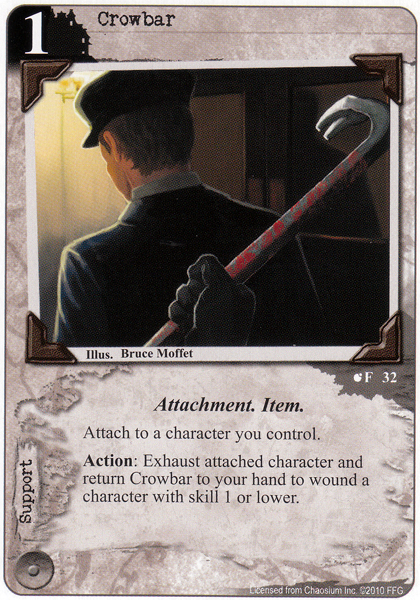 1
Crowbar
Illus. Bruce Moffet
F 32
Attachment. Item.
Attach to a character you control.
Action: Exhaust attached character and
return Crowbar to your hand to wound a
character with skill 1 or lower.
Support
Licensed from Chaosium Inc. ©2010 FFG